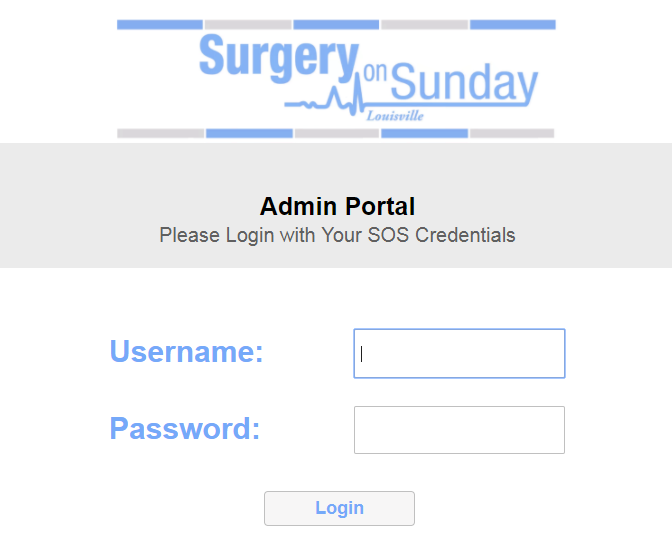 Surgery
on Sunday
Louisville
Admin Portal
Please Login with Your SOS Credentials
Username:
Password:
Login